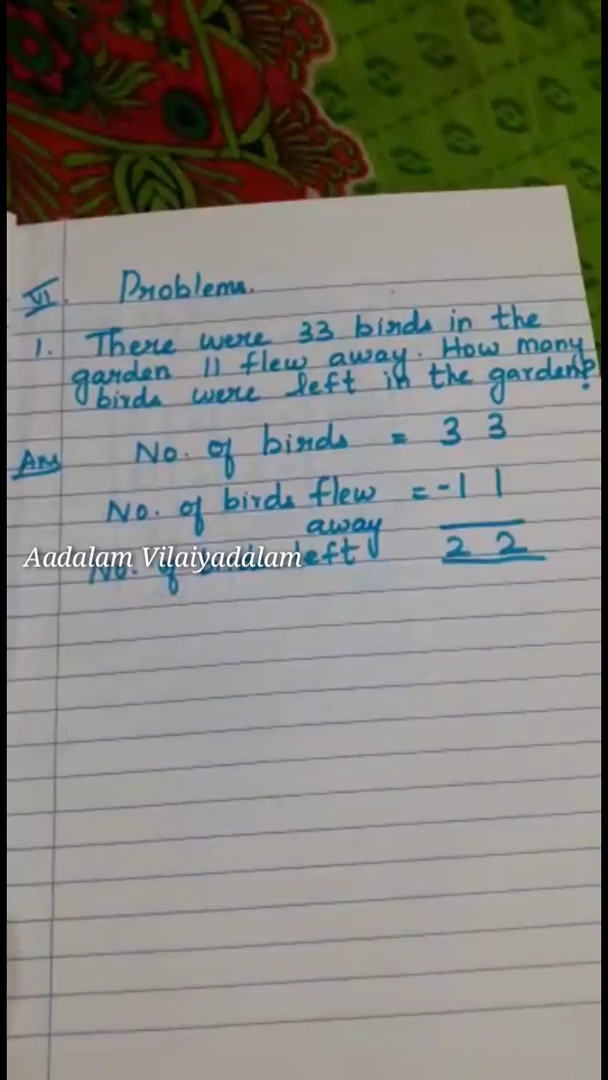 VI. Problems.
1. There were 33 birds in the
garden 11 flew away. How many
birds were left in the garden?
Ans No. of birds = 3 3
No. of birds flew = -1 1
away
Aadalam Vilaiyadalam
No. of left 2 2